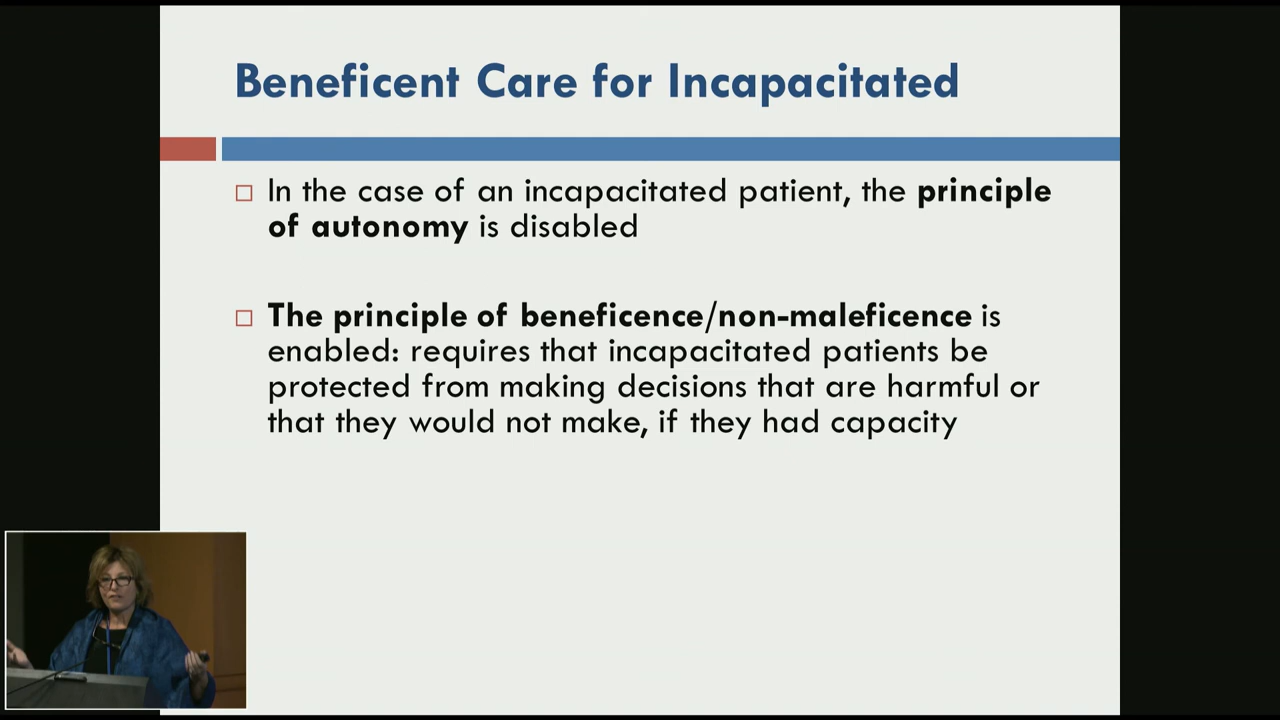 Beneficent Care for Incapacitated
In the case of an incapacitated patient, the principle
of autonomy is disabled
The principle of beneficence/non-maleficence is
enabled: requires that incapacitated patients be
protected from making decisions that are harmful or
that they would not make, if they had capacity